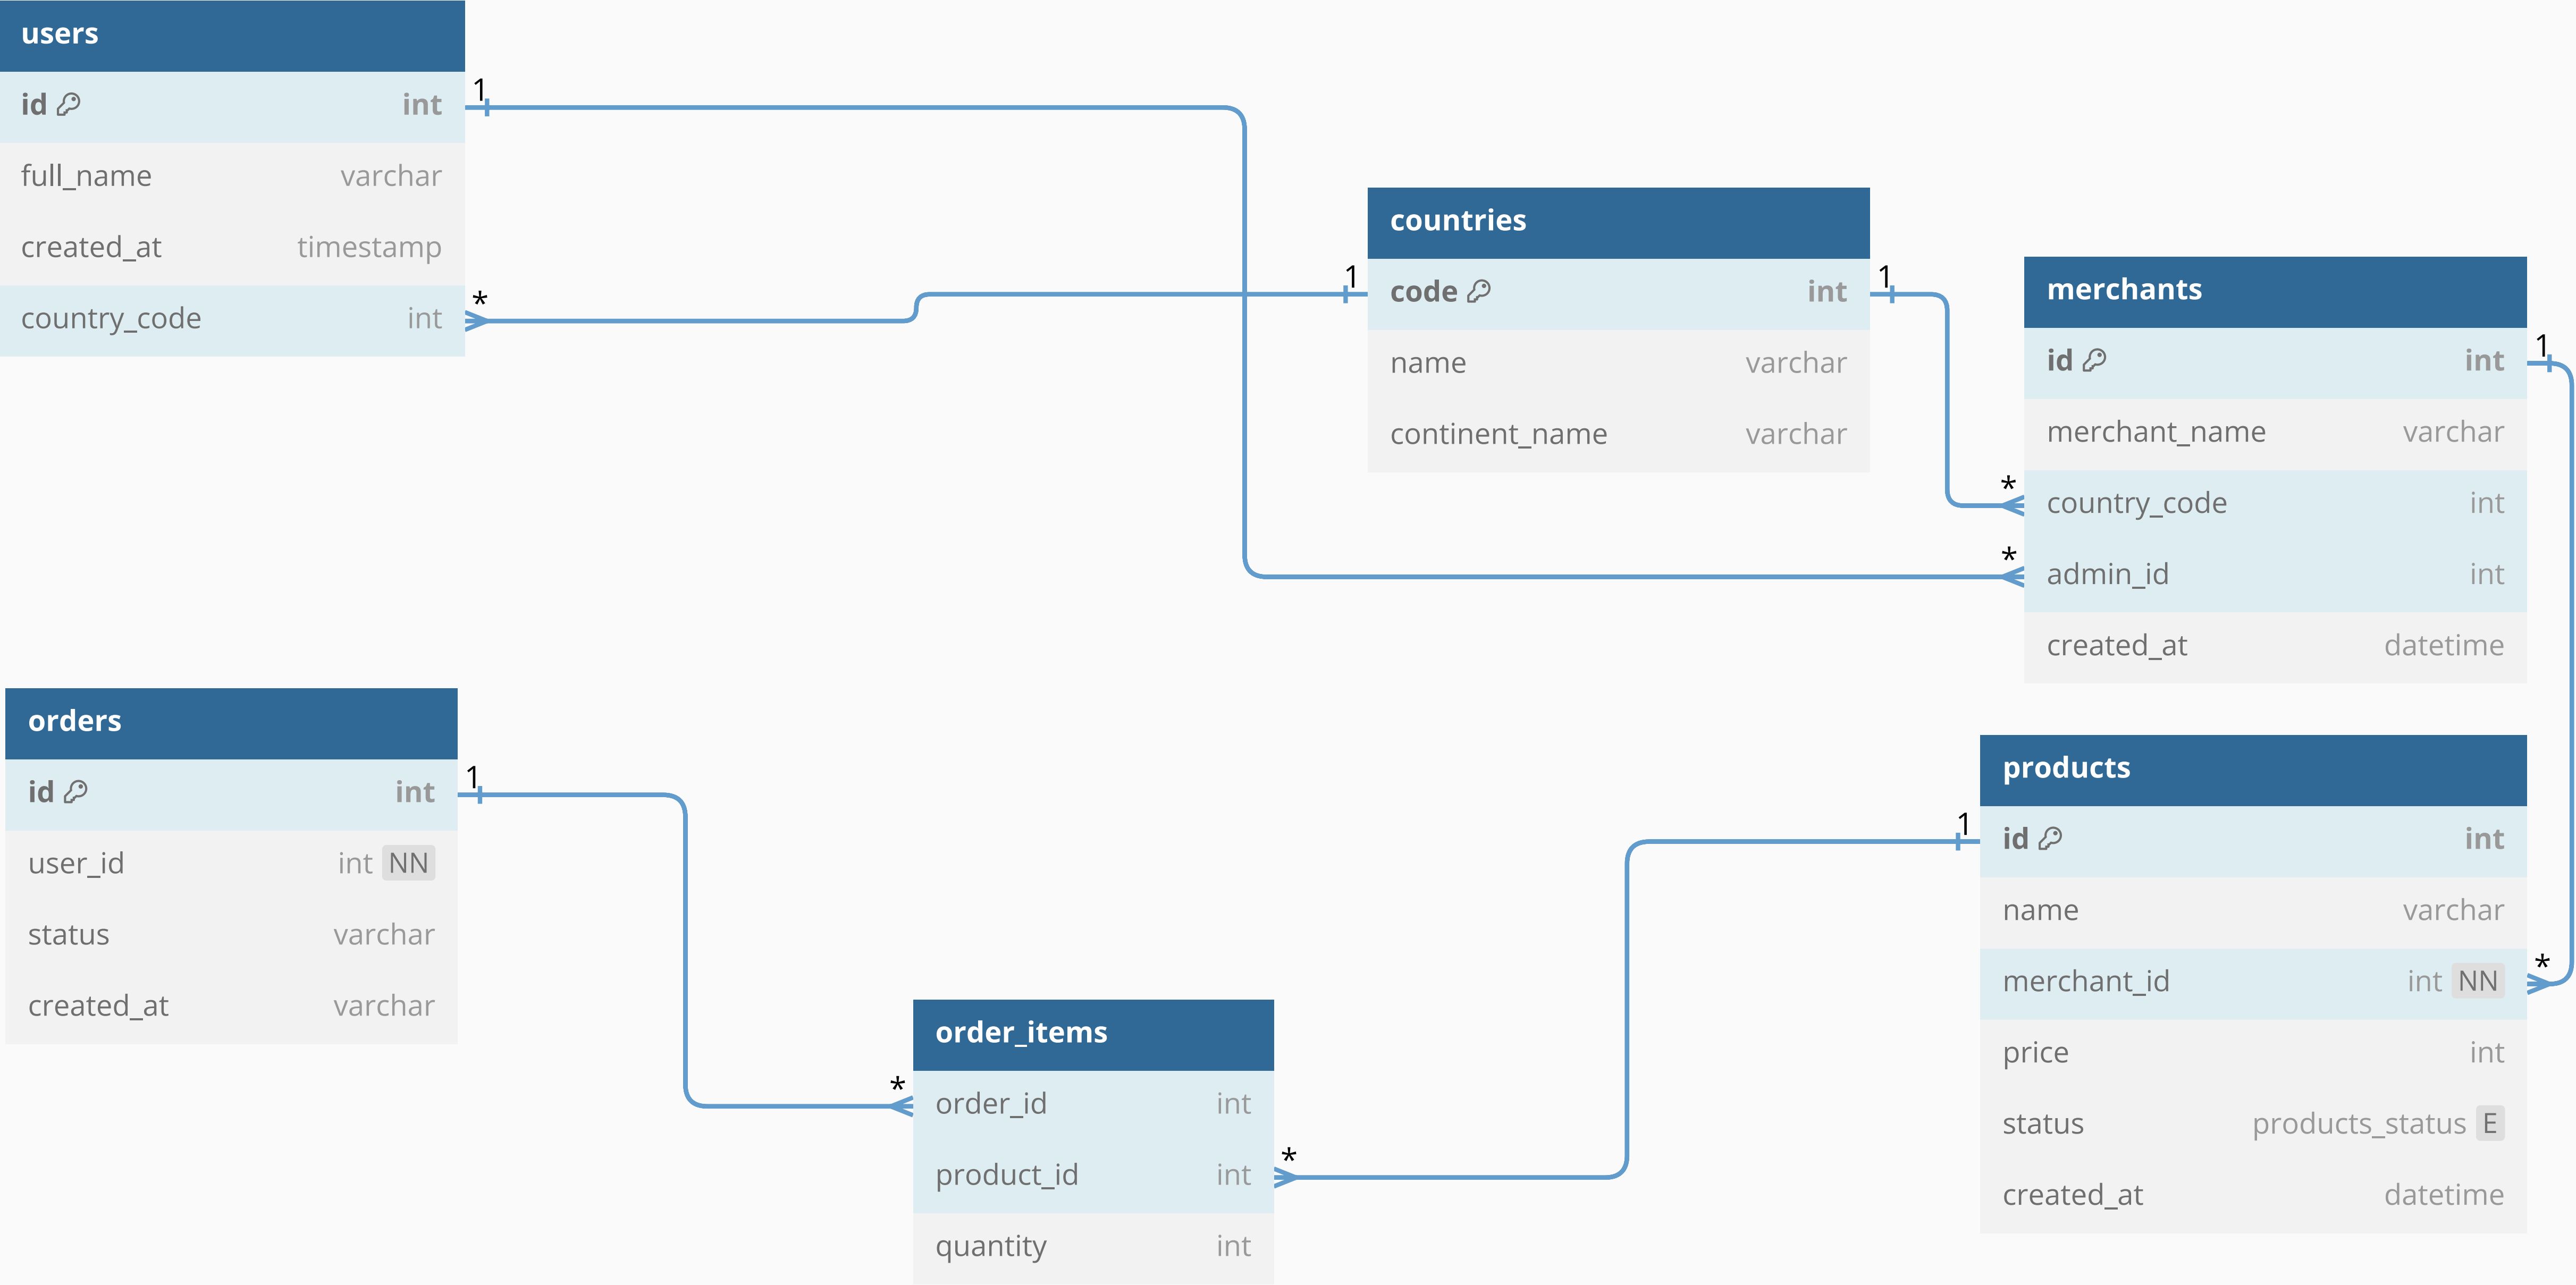 users
id int
full_name varchar
created_at timestamp
country_code int
1
*
countries
code int
name varchar
continent_name varchar
1
1
merchants
id int
merchant_name varchar
country_code int
admin_id int
created_at datetime
1
*
*
orders
id int
user_id int NN
status varchar
created_at varchar
1
order_items
order_id int
product_id int
quantity int
*
*
products
id int
name varchar
merchant_id int NN
price int
status products_status E
created_at datetime
1
*